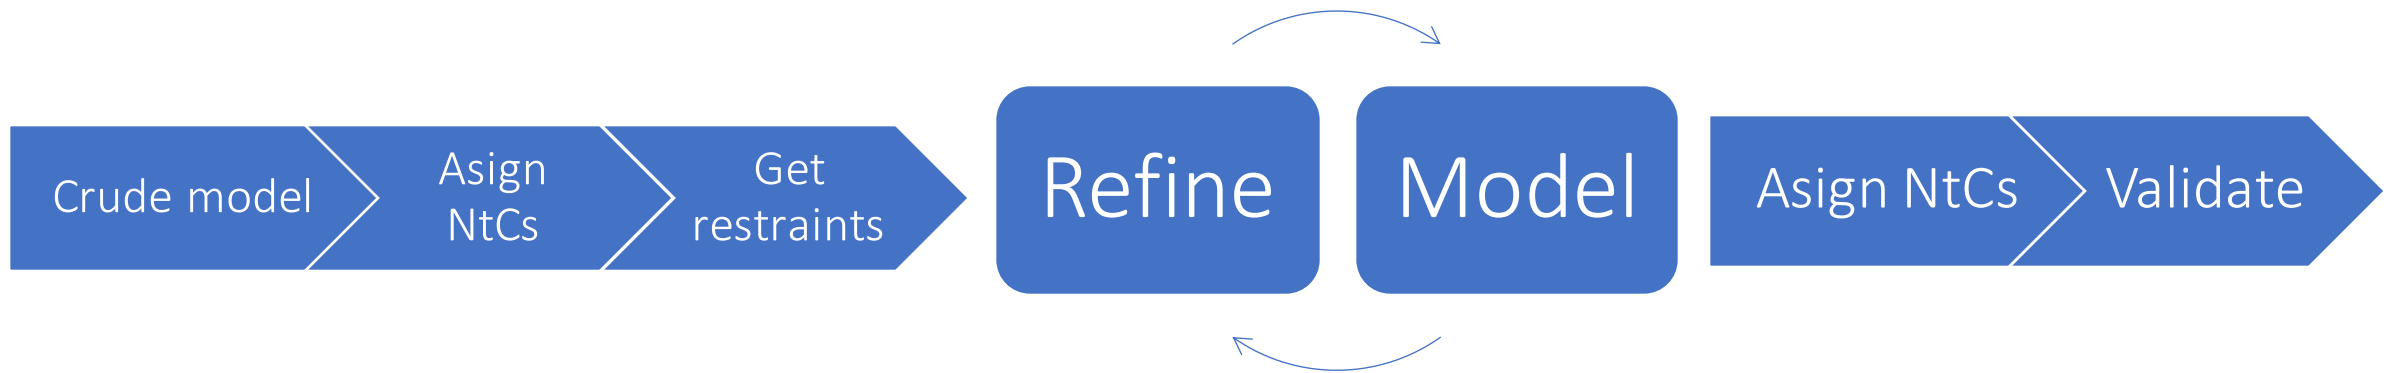 Crude model
Asign
NtCs
Get
restraints
Refine
Model
Asign NtCs
Validate